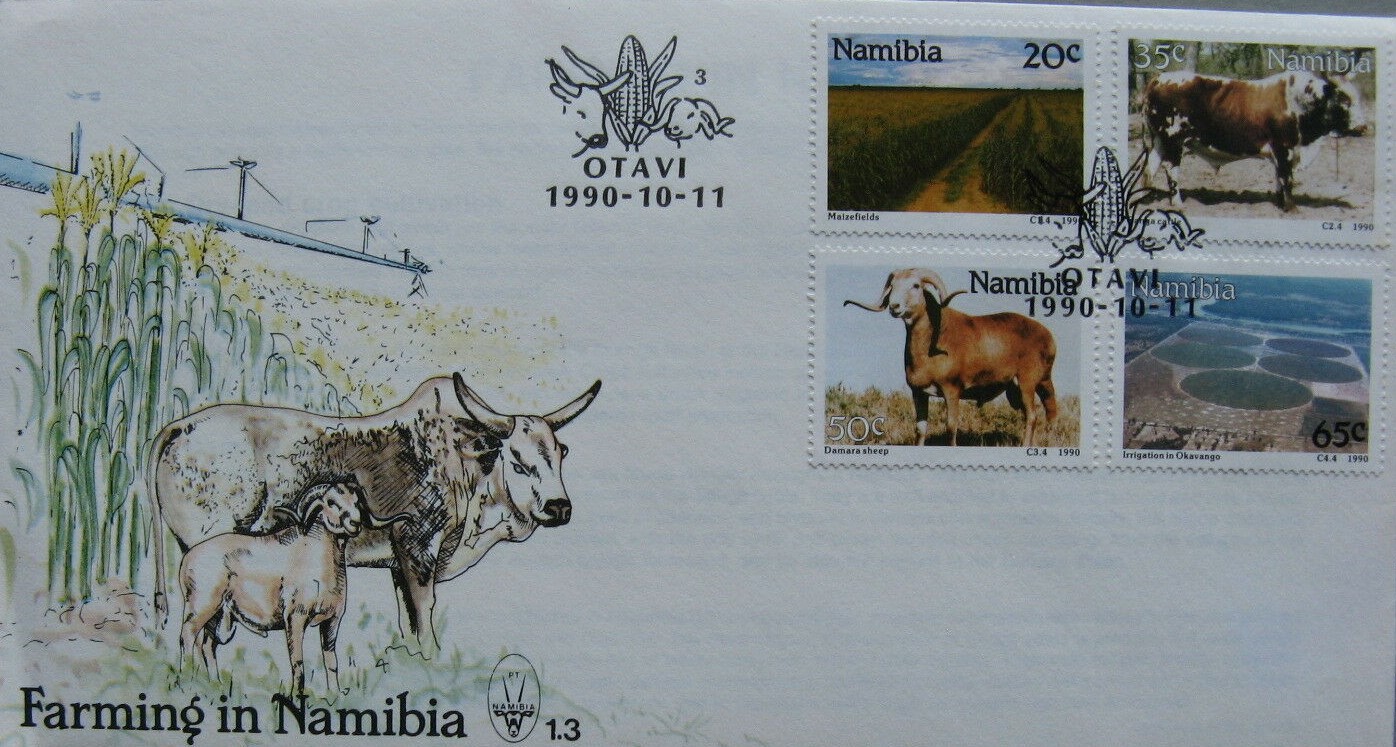 3
OTAVI
1990-10-11
Namibia 20c
Maizefields C1.4 1990
35c Namibia
Sanga cattle C2.4 1990
OTAVI
1990-10-11
Namibia
50c
Damara sheep C3.4 1990
Namibia
65c
Irrigation in Okavango C4.4 1990
Farming in Namibia
PT
NAMIBIA
1.3